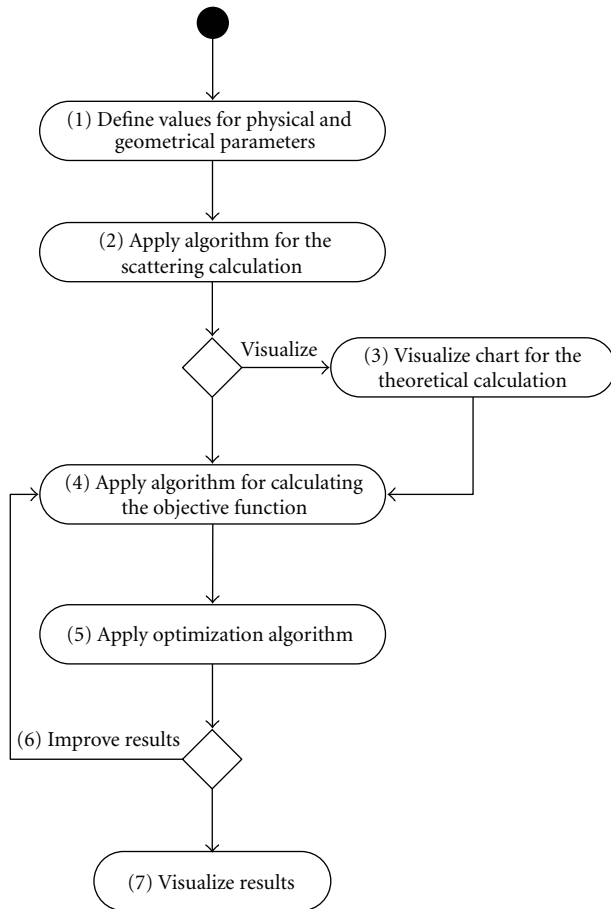 (1) Define values for physical and
geometrical parameters
(2) Apply algorithm for the
scattering calculation
Visualize
(3) Visualize chart for the
theoretical calculation
(4) Apply algorithm for calculating
the objective function
(5) Apply optimization algorithm
(6) Improve results
(7) Visualize results